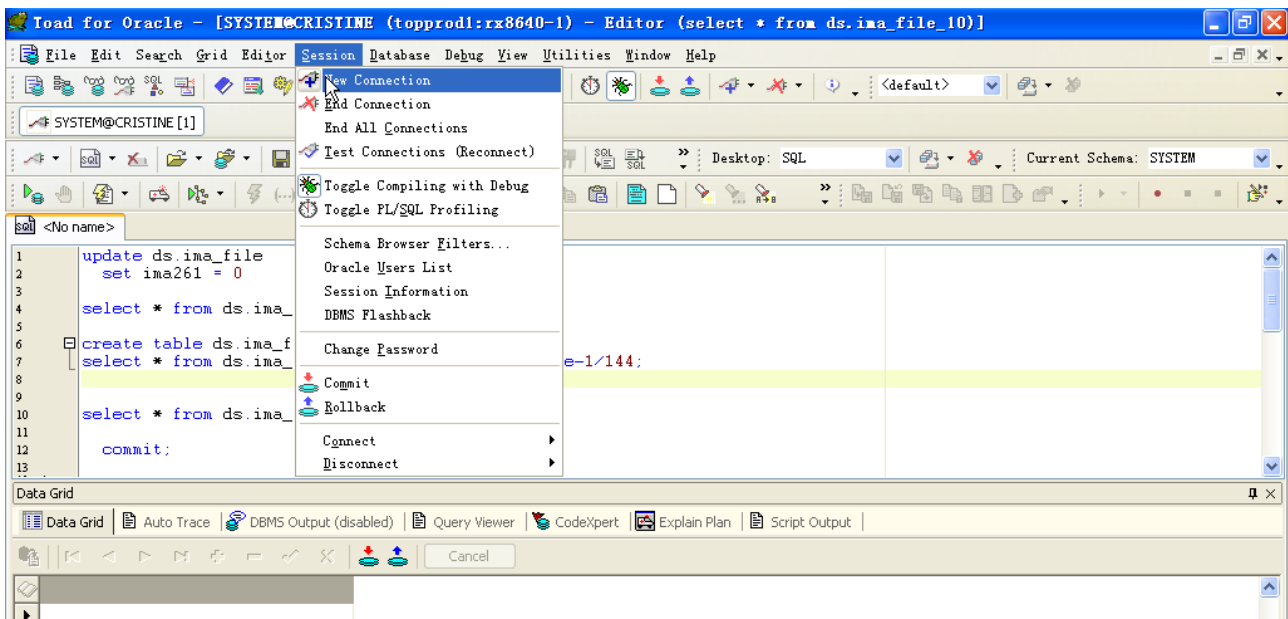 Toad for Oracle - [SYSTEM@CRISTINE (topprod1:rx8640-1) - Editor (select * from ds.ima_file_10)]
File Edit Search Grid Editor Session Database Debug View Utilities Window Help
New Connection
<default>
End Connection
SYSTEM@CRISTINE [1]
End All Connections
Test Connections (Reconnect)
Desktop: SQL
Current Schema: SYSTEM
Toggle Compiling with Debug
Toggle PL/SQL Profiling
<No name>
Schema Browser Filters...
Oracle Users List
Session Information
DBMS Flashback
Change Password
Commit
Rollback
Connect
Disconnect
1 update ds.ima_file
2 set ima261 = 0
3
4 select * from ds.ima_
5
6 create table ds.ima_f
7 select * from ds.ima_ e-1/144;
8
9
10 select * from ds.ima_
11
12 commit;
13
Data Grid
Data Grid Auto Trace DBMS Output (disabled) Query Viewer CodeXpert Explain Plan Script Output
Cancel